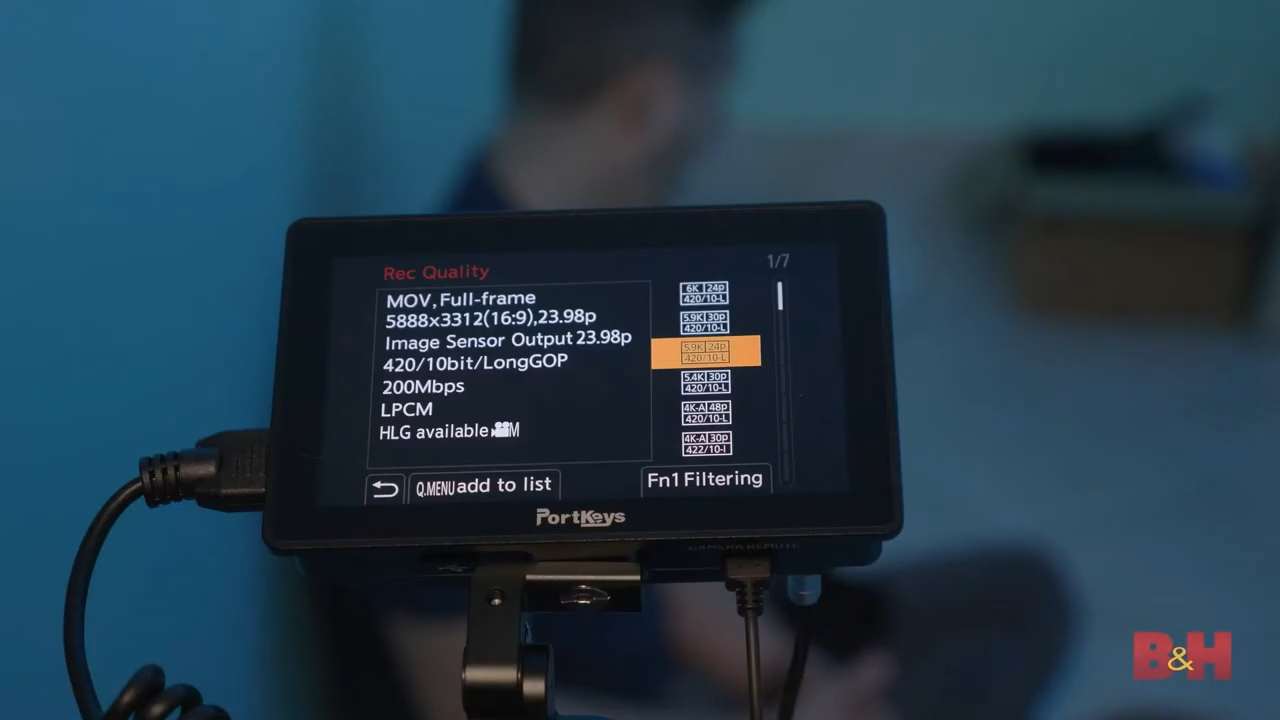 Rec Quality
1/7
MOV,Full-frame
5888x3312(16:9),23.98p
Image Sensor Output 23.98p
420/10bit/LongGOP
200Mbps
LPCM
HLG available M
6K 24p
420/10-L
5.9K 30p
420/10-L
5.9K 24p
420/10-L
5.4K 30p
420/10-L
4K-A 48p
420/10-L
4K-A 30p
422/10-I
Q.MENU add to list
Fn1 Filtering
PortKeys
CAMERA REMOTE
B&H